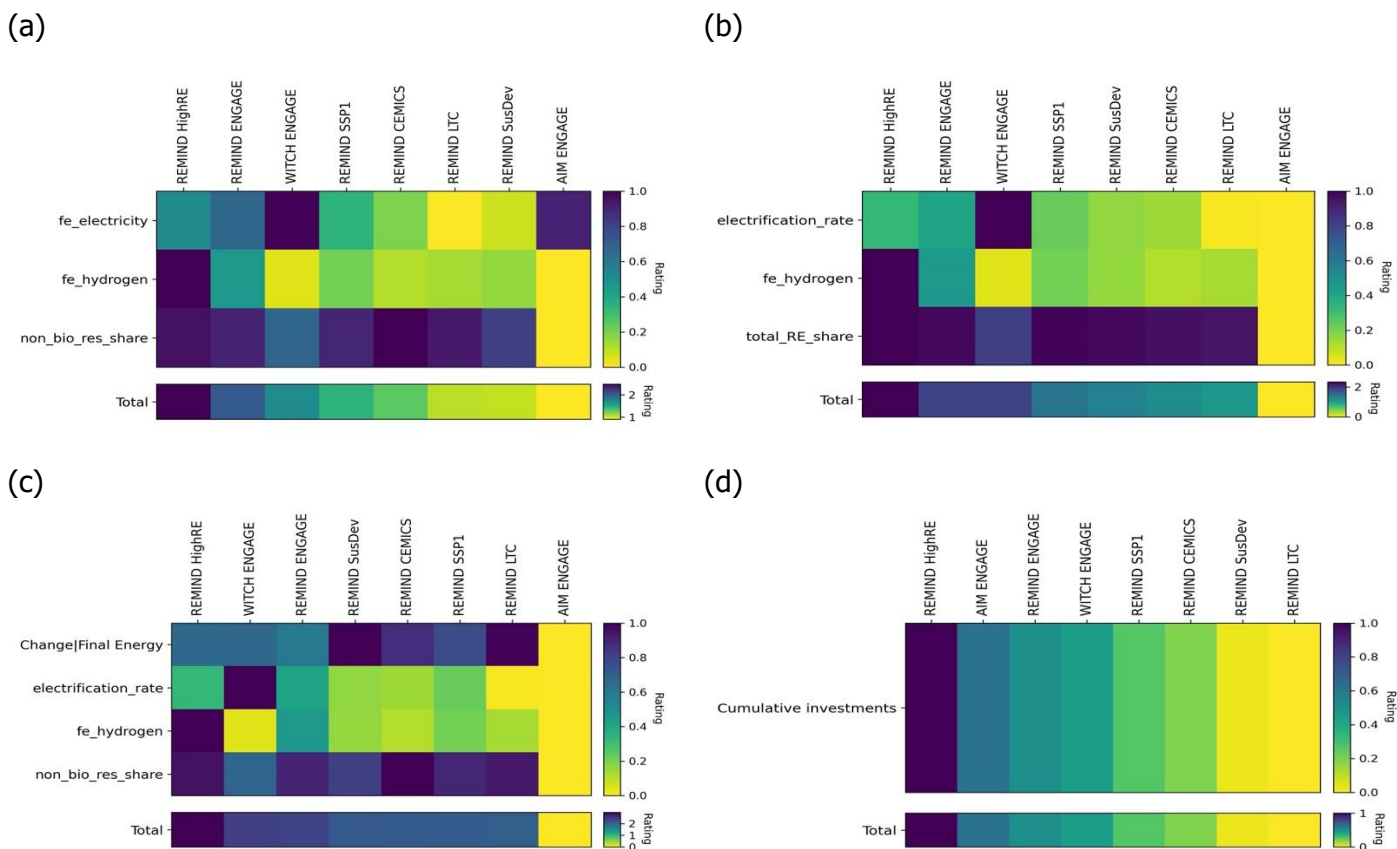 (a)
REMIND HighRE
REMIND ENGAGE
WITCH ENGAGE
REMIND SSP1
REMIND CEMICS
REMIND LTC
REMIND SusDev
AIM ENGAGE
fe_electricity
fe_hydrogen
non_bio_res_share
Total
1.0
0.8
0.6
0.4
0.2
0.0
Rating
2
1
Rating
(b)
REMIND HighRE
REMIND ENGAGE
WITCH ENGAGE
REMIND SSP1
REMIND SusDev
REMIND CEMICS
REMIND LTC
AIM ENGAGE
electrification_rate
fe_hydrogen
total_RE_share
Total
1.0
0.8
0.6
0.4
0.2
0.0
Rating
2
0
Rating
(c)
REMIND HighRE
WITCH ENGAGE
REMIND ENGAGE
REMIND SusDev
REMIND CEMICS
REMIND SSP1
REMIND LTC
AIM ENGAGE
Change|Final Energy
electrification_rate
fe_hydrogen
non_bio_res_share
Total
1.0
0.8
0.6
0.4
0.2
0.0
Rating
2
1
0
Rating
(d)
REMIND HighRE
AIM ENGAGE
REMIND ENGAGE
WITCH ENGAGE
REMIND SSP1
REMIND CEMICS
REMIND SusDev
REMIND LTC
Cumulative investments
Total
1.0
0.8
0.6
0.4
0.2
0.0
Rating
1
0
Rating